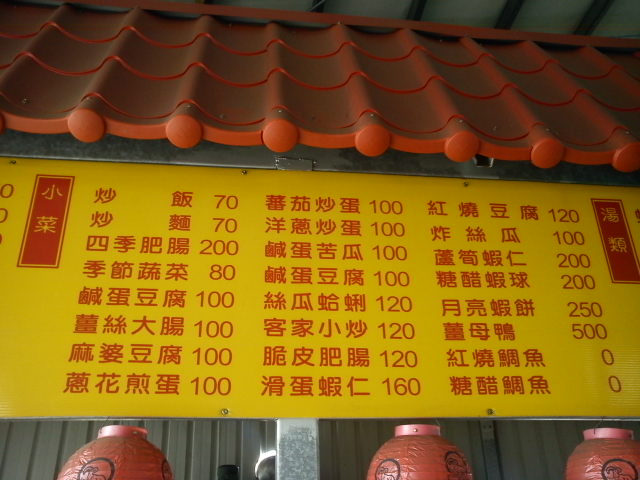 小菜
炒飯 70
炒麵 70
四季肥腸 200
季節蔬菜 80
鹹蛋豆腐 100
薑絲大腸 100
麻婆豆腐 100
蔥花煎蛋 100
蕃茄炒蛋 100
洋蔥炒蛋 100
鹹蛋苦瓜 100
鹹蛋豆腐 100
絲瓜蛤蜊 120
客家小炒 120
脆皮肥腸 120
滑蛋蝦仁 160
紅燒豆腐 120
炸絲瓜 100
蘆筍蝦仁 200
糖醋蝦球 200
月亮蝦餅 250
薑母鴨 500
紅燒鯛魚 0
糖醋鯛魚 0
湯類